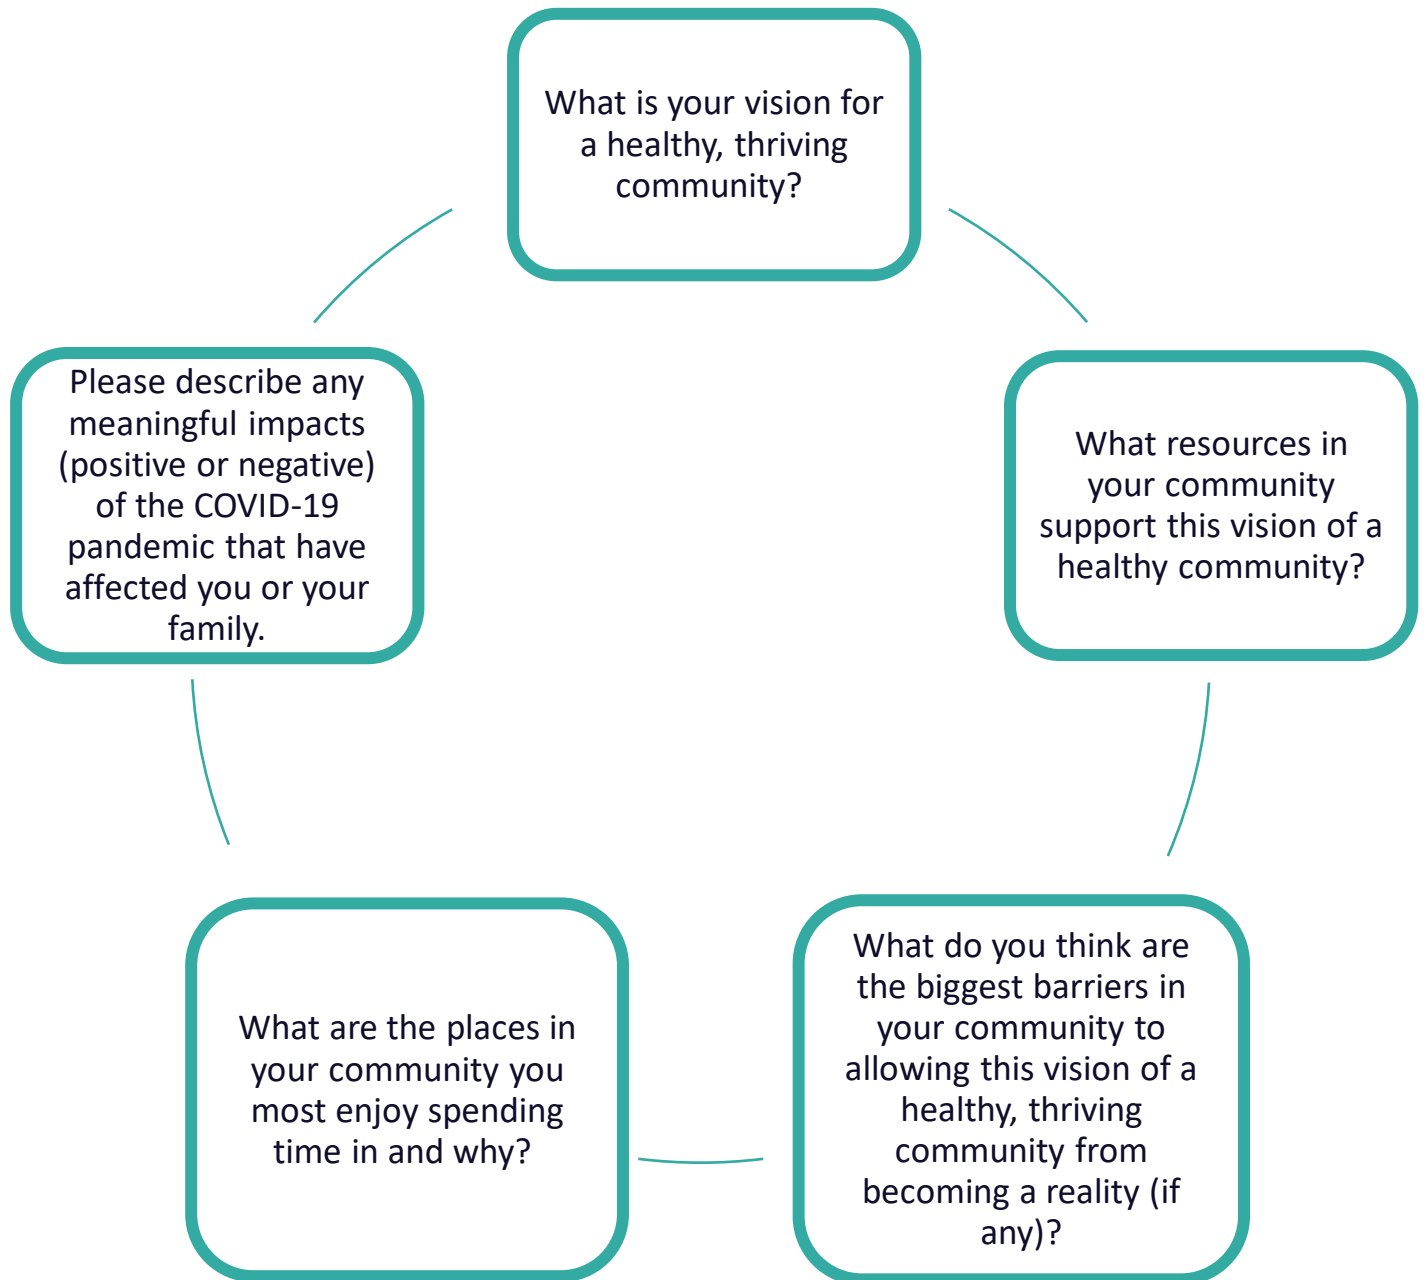 What is your vision for
a healthy, thriving
community?
What resources in
your community
support this vision of a
healthy community?
What do you think are
the biggest barriers in
your community to
allowing this vision of a
healthy, thriving
community from
becoming a reality (if
any)?
What are the places in
your community you
most enjoy spending
time in and why?
Please describe any
meaningful impacts
(positive or negative)
of the COVID-19
pandemic that have
affected you or your
family.